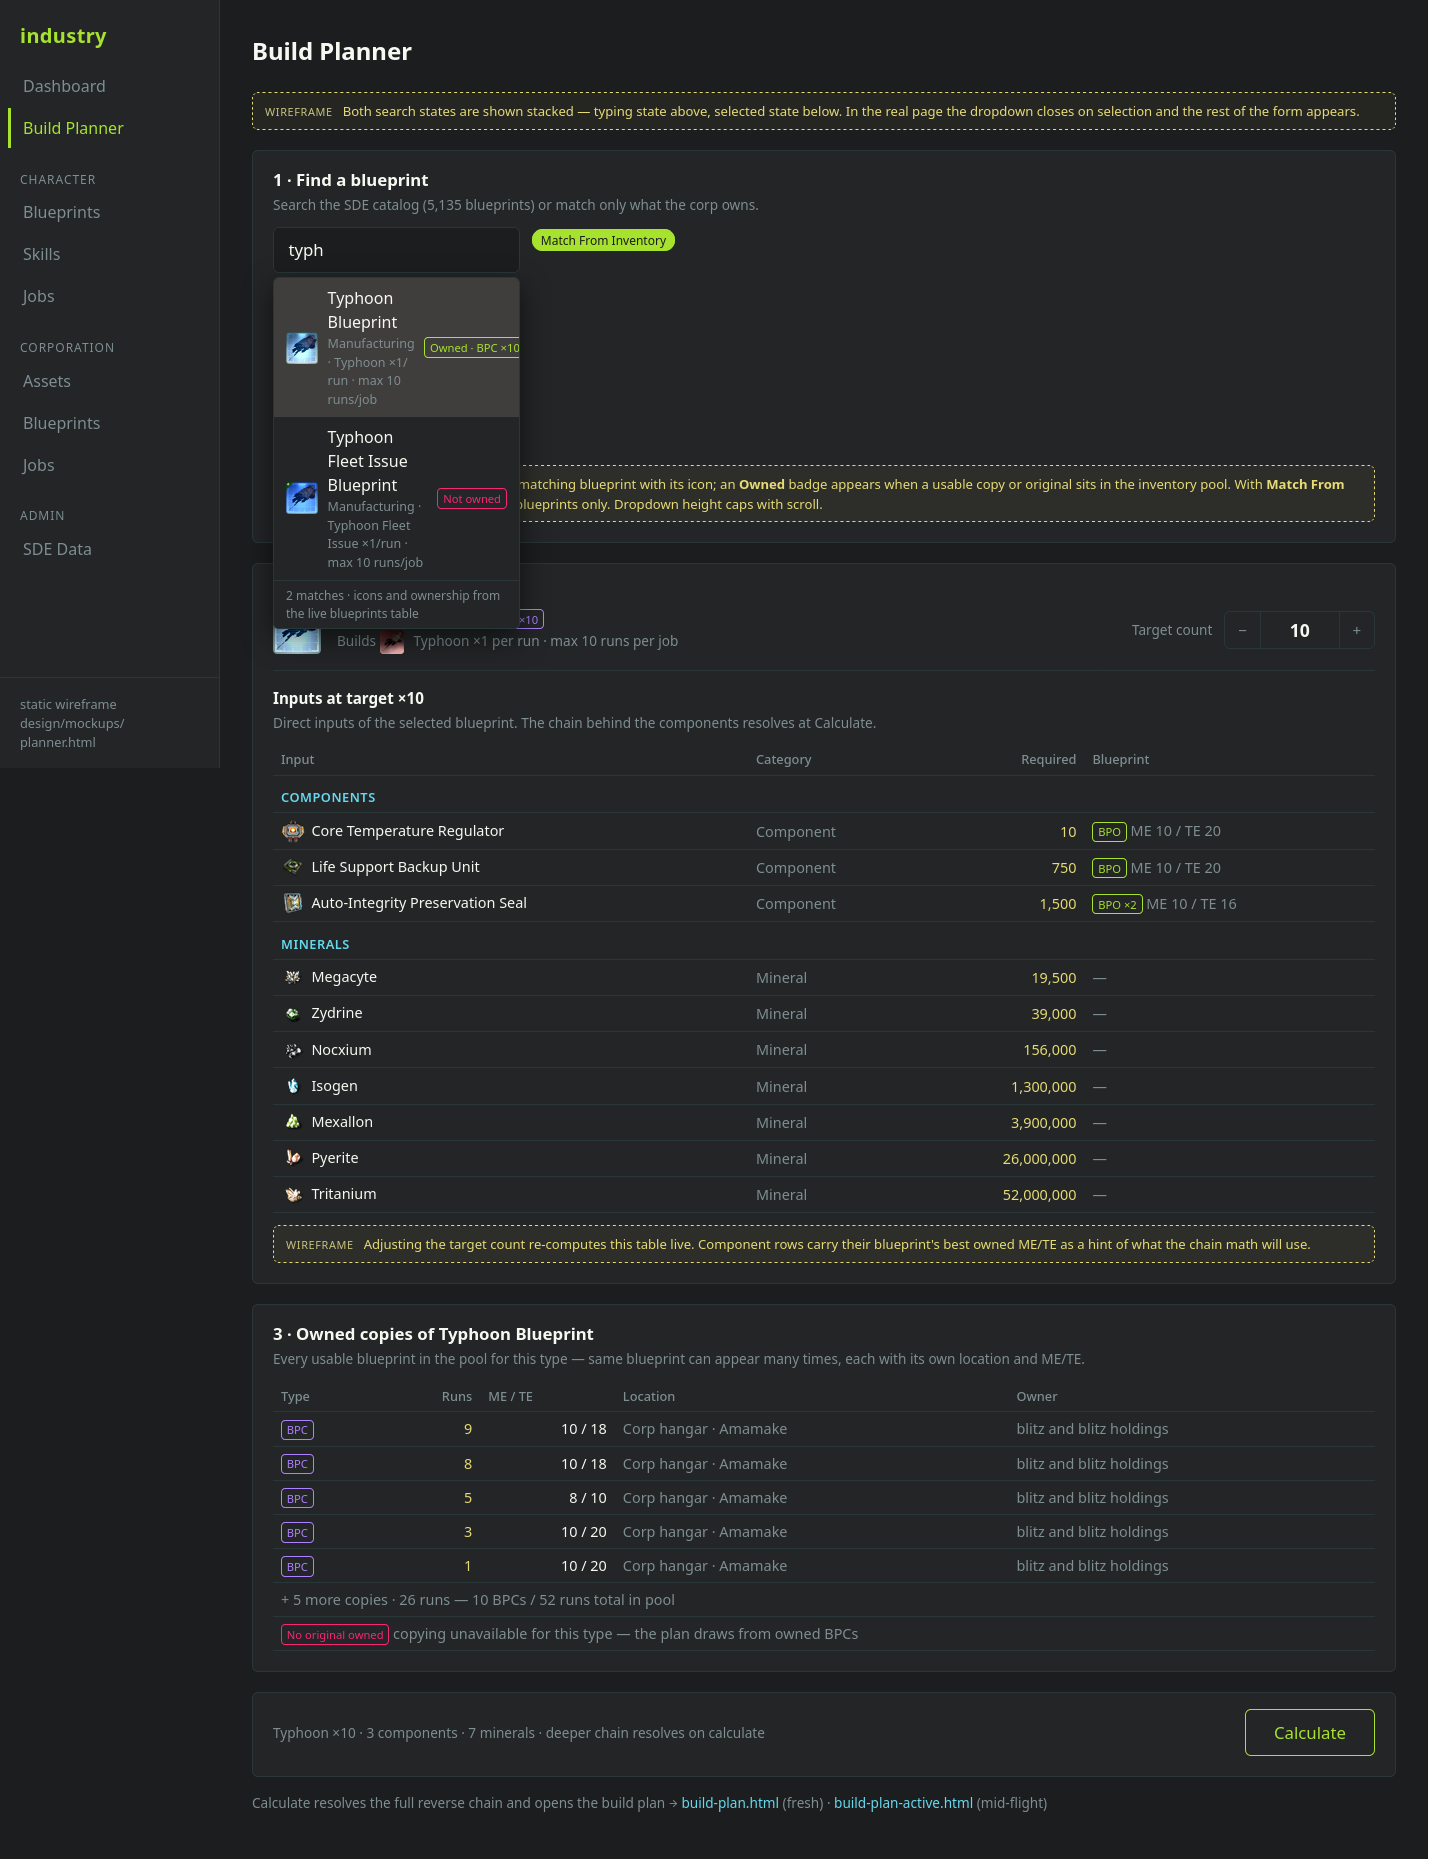 industry
Dashboard
Build Planner
CHARACTER
Blueprints
Skills
Jobs
CORPORATION
Assets
Blueprints
Jobs
ADMIN
SDE Data
static wireframe
design/mockups/
planner.html
Build Planner
WIREFRAME Both search states are shown stacked — typing state above, selected state below. In the real page the dropdown closes on selection and the rest of the form appears.
1 · Find a blueprint
Search the SDE catalog (5,135 blueprints) or match only what the corp owns.
typh
Match From Inventory
Typhoon
Blueprint
Manufacturing
· Typhoon ×1/
run · max 10
runs/job
Owned · BPC ×10
Typhoon
Fleet Issue
Blueprint
Manufacturing ·
Typhoon Fleet
Issue ×1/run ·
max 10 runs/job
Not owned
2 matches · icons and ownership from
the live blueprints table
matching blueprint with its icon; an Owned badge appears when a usable copy or original sits in the inventory pool. With Match From
blueprints only. Dropdown height caps with scroll.
×10
Builds Typhoon ×1 per run · max 10 runs per job
Target count − 10 +
Inputs at target ×10
Direct inputs of the selected blueprint. The chain behind the components resolves at Calculate.
Input Category Required Blueprint
COMPONENTS
Core Temperature Regulator Component 10 BPO ME 10 / TE 20
Life Support Backup Unit Component 750 BPO ME 10 / TE 20
Auto-Integrity Preservation Seal Component 1,500 BPO ×2 ME 10 / TE 16
MINERALS
Megacyte Mineral 19,500 —
Zydrine Mineral 39,000 —
Nocxium Mineral 156,000 —
Isogen Mineral 1,300,000 —
Mexallon Mineral 3,900,000 —
Pyerite Mineral 26,000,000 —
Tritanium Mineral 52,000,000 —
WIREFRAME Adjusting the target count re-computes this table live. Component rows carry their blueprint's best owned ME/TE as a hint of what the chain math will use.
3 · Owned copies of Typhoon Blueprint
Every usable blueprint in the pool for this type — same blueprint can appear many times, each with its own location and ME/TE.
Type Runs ME / TE Location Owner
BPC 9 10 / 18 Corp hangar · Amamake blitz and blitz holdings
BPC 8 10 / 18 Corp hangar · Amamake blitz and blitz holdings
BPC 5 8 / 10 Corp hangar · Amamake blitz and blitz holdings
BPC 3 10 / 20 Corp hangar · Amamake blitz and blitz holdings
BPC 1 10 / 20 Corp hangar · Amamake blitz and blitz holdings
+ 5 more copies · 26 runs — 10 BPCs / 52 runs total in pool
No original owned copying unavailable for this type — the plan draws from owned BPCs
Typhoon ×10 · 3 components · 7 minerals · deeper chain resolves on calculate
Calculate
Calculate resolves the full reverse chain and opens the build plan → build-plan.html (fresh) · build-plan-active.html (mid-flight)